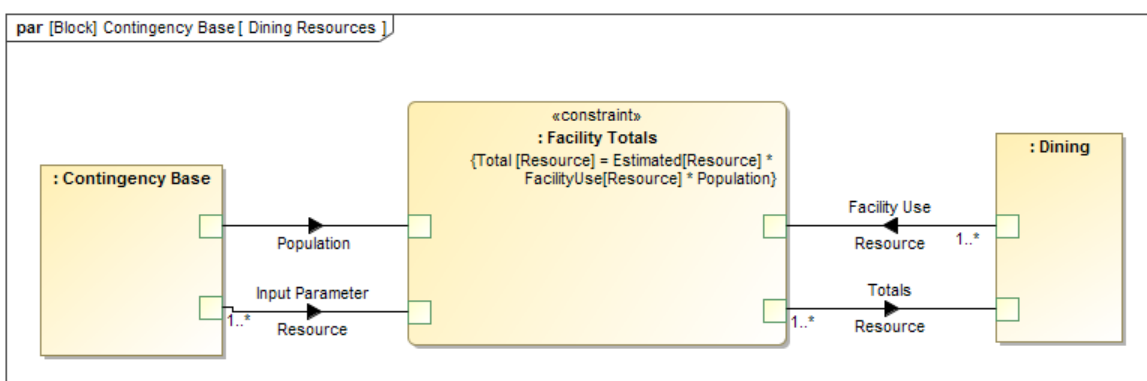 par [Block] Contingency Base [ Dining Resources ]
: Contingency Base
«constraint»
: Facility Totals
{Total [Resource] = Estimated[Resource] *
FacilityUse[Resource] * Population}
: Dining
Population
Facility Use
Resource
1..*
Input Parameter
1..*
Resource
Totals
1..*
Resource